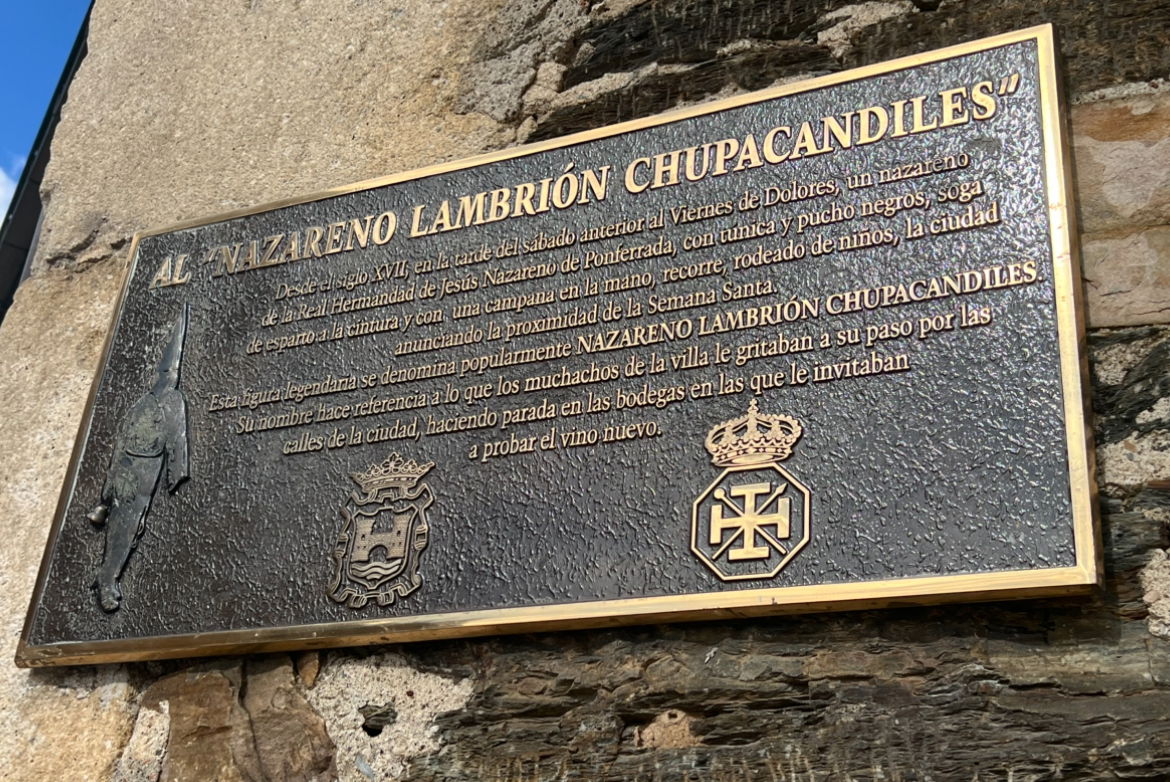 AL "NAZARENO LAMBRIÓN CHUPACANDILES"
Desde el siglo XVII, en la tarde del sábado anterior al Viernes de Dolores, un nazareno
de la Real Hermandad de Jesús Nazareno de Ponferrada, con túnica y pucho negros, soga
de esparto a la cintura y con una campana en la mano, recorre, rodeado de niños, la ciudad
anunciando la proximidad de la Semana Santa.
Esta figura legendaria se denomina popularmente NAZARENO LAMBRIÓN CHUPACANDILES.
Su nombre hace referencia a lo que los muchachos de la villa le gritaban a su paso por las
calles de la ciudad, haciendo parada en las bodegas en las que le invitaban
a probar el vino nuevo.